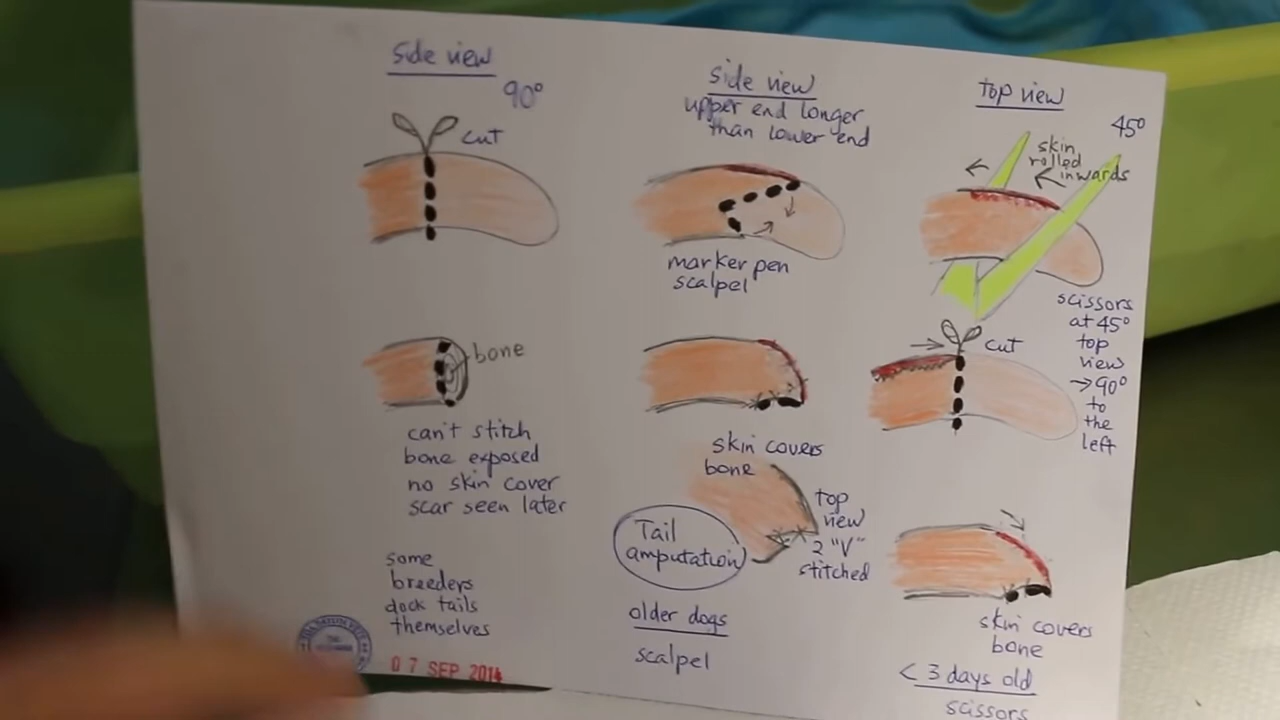 side view
90°
cut
bone
can't stitch
bone exposed
no skin cover
scar seen later
some
breeders
dock tails
themselves
07 SEP 2014
side view
upper end longer
than lower end
marker pen
scalpel
skin covers
bone
top
view
2 "V"
stitched
Tail
amputation
older dogs
scalpel
top view
45°
skin
rolled
inwards
scissors
at 45°
top
view
→ 90°
to
the
left
cut
skin covers
bone
< 3 days old
scissors